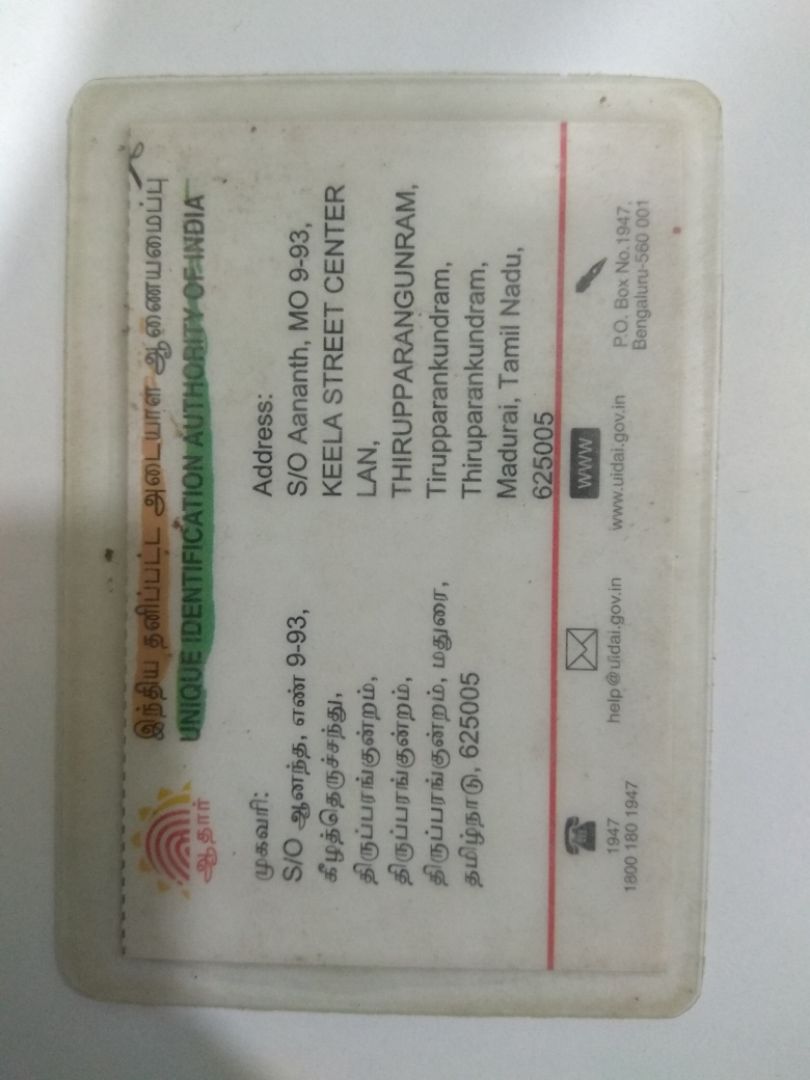 இந்திய தனிப்பட்ட அடையாள ஆணையமைப்பு
UNIQUE IDENTIFICATION AUTHORITY OF INDIA
ஆதார்
முகவரி:
S/O ஆனந்த, எண் 9-93,
கீழத்தெருச்சந்து,
திருப்பரங்குன்றம்,
திருப்பரங்குன்றம்,
திருப்பரங்குன்றம், மதுரை,
தமிழ்நாடு, 625005
Address:
S/O Aananth, MO 9-93,
KEELA STREET CENTER
LAN,
THIRUPPARANGUNRAM,
Tirupparankundram,
Thiruparankundram,
Madurai, Tamil Nadu,
625005
1947
1800 180 1947
help@uidai.gov.in
WWW
www.uidai.gov.in
P.O. Box No.1947,
Bengaluru-560 001